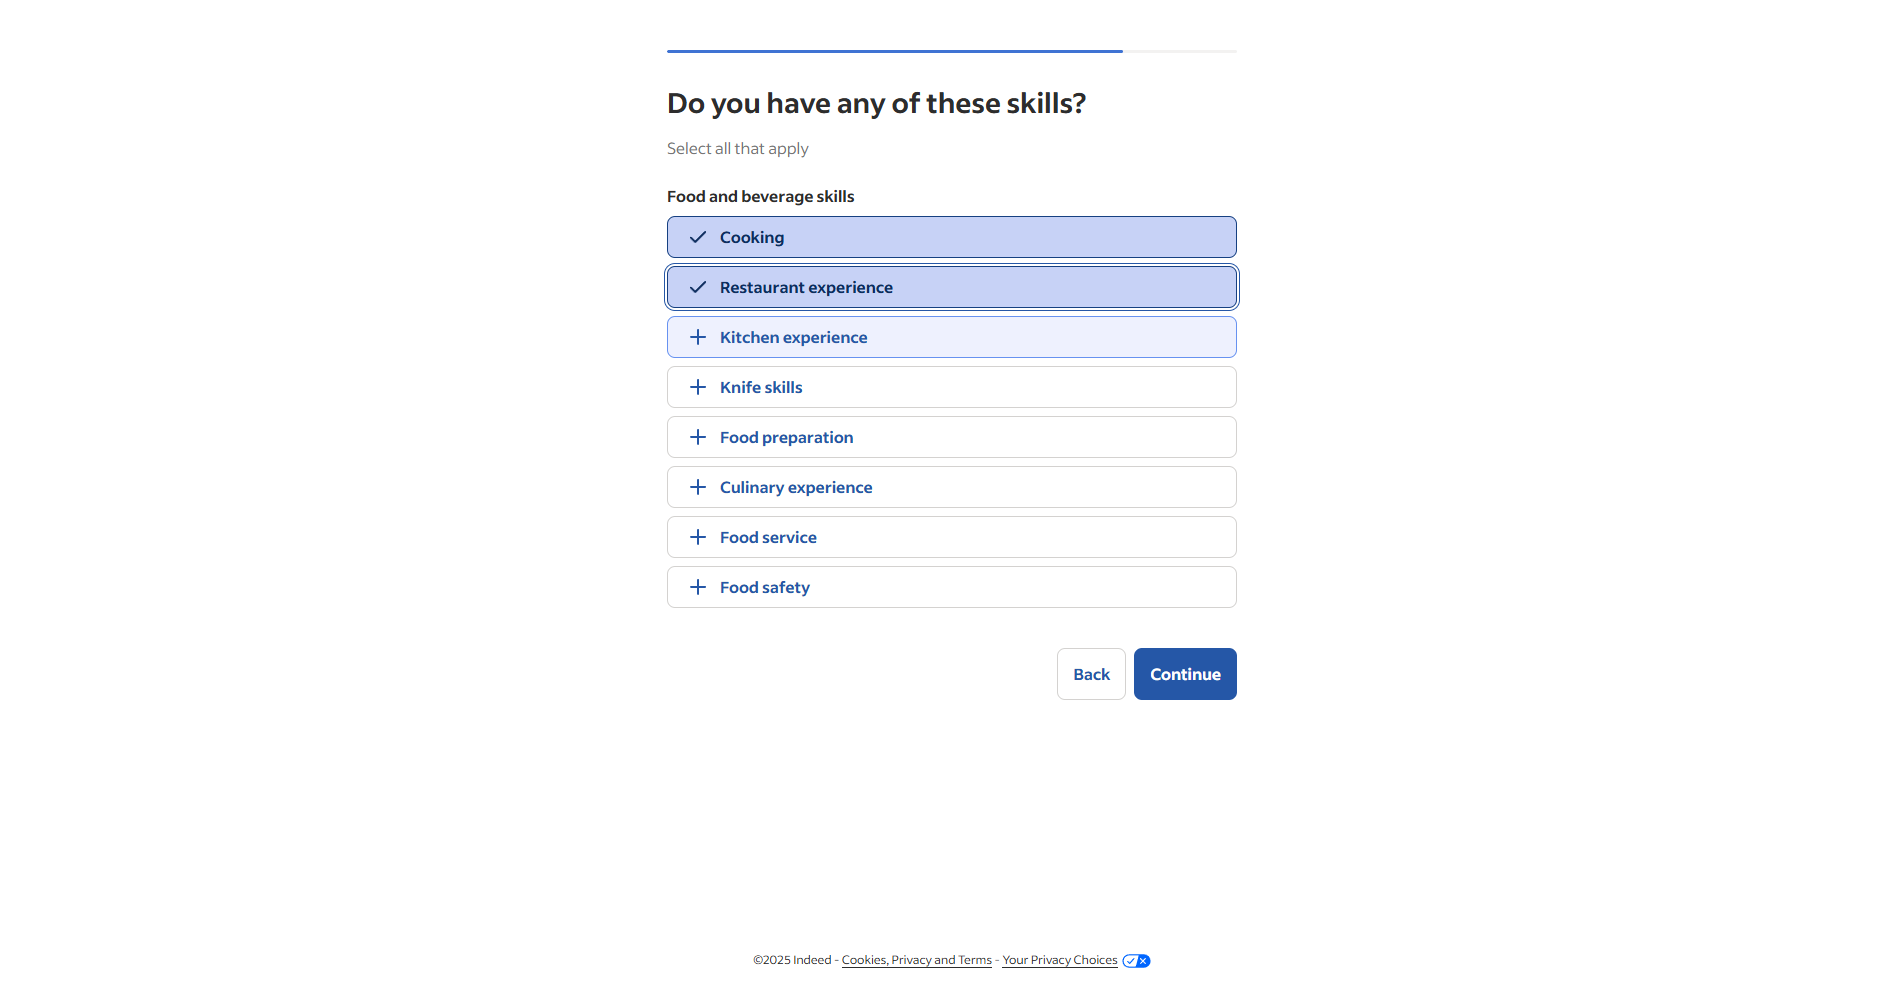 Do you have any of these skills?
Select all that apply
Food and beverage skills
Cooking
Restaurant experience
Kitchen experience
Knife skills
Food preparation
Culinary experience
Food service
Food safety
Back Continue
©2025 Indeed - Cookies, Privacy and Terms - Your Privacy Choices